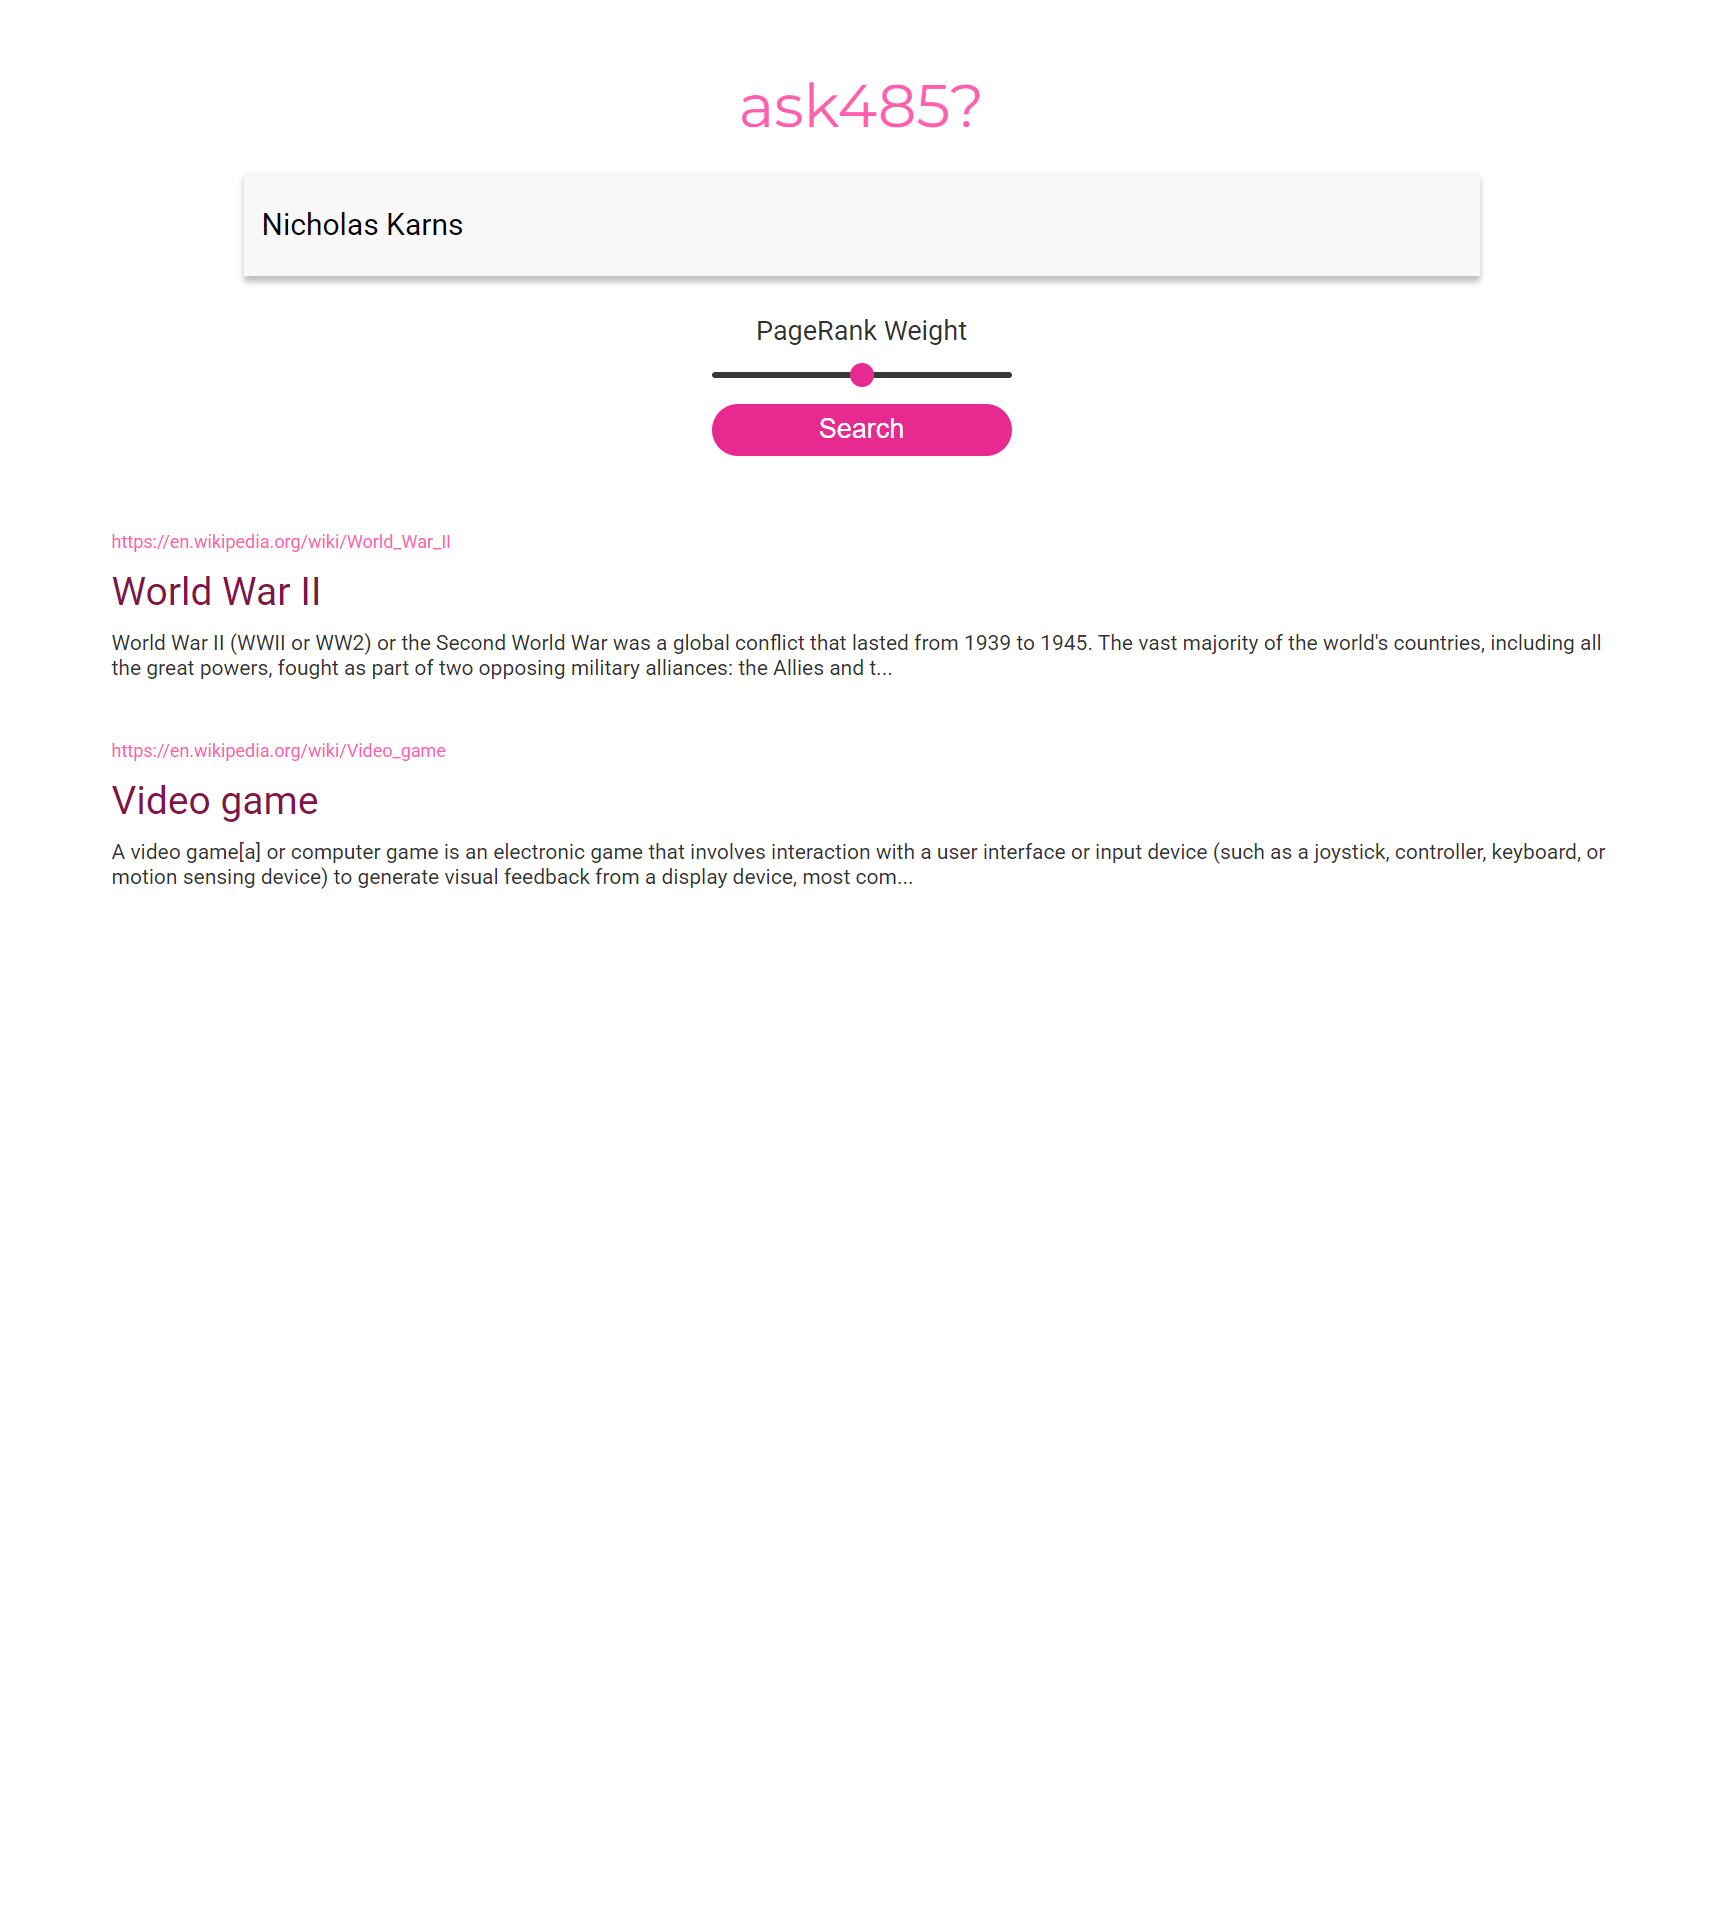 ask485?
Nicholas Karns
PageRank Weight
Search
https://en.wikipedia.org/wiki/World_War_II
World War II
World War II (WWII or WW2) or the Second World War was a global conflict that lasted from 1939 to 1945. The vast majority of the world's countries, including all
the great powers, fought as part of two opposing military alliances: the Allies and t...
https://en.wikipedia.org/wiki/Video_game
Video game
A video game[a] or computer game is an electronic game that involves interaction with a user interface or input device (such as a joystick, controller, keyboard, or
motion sensing device) to generate visual feedback from a display device, most com...